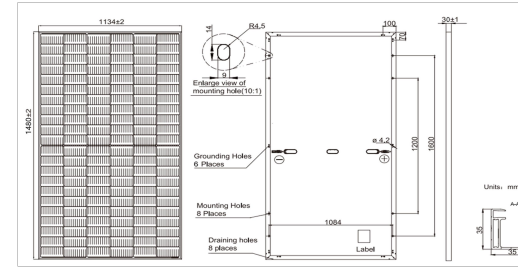 1134±2
1480±2
14
R4.5
9
Enlarge view of
mounting hole(10:1)
100
70
30±1
ø 4.2
1200
1600
Grounding Holes
6 Places
Mounting Holes
8 Places
Draining holes
8 places
1084
Label
Units: mm
A-A
35
35